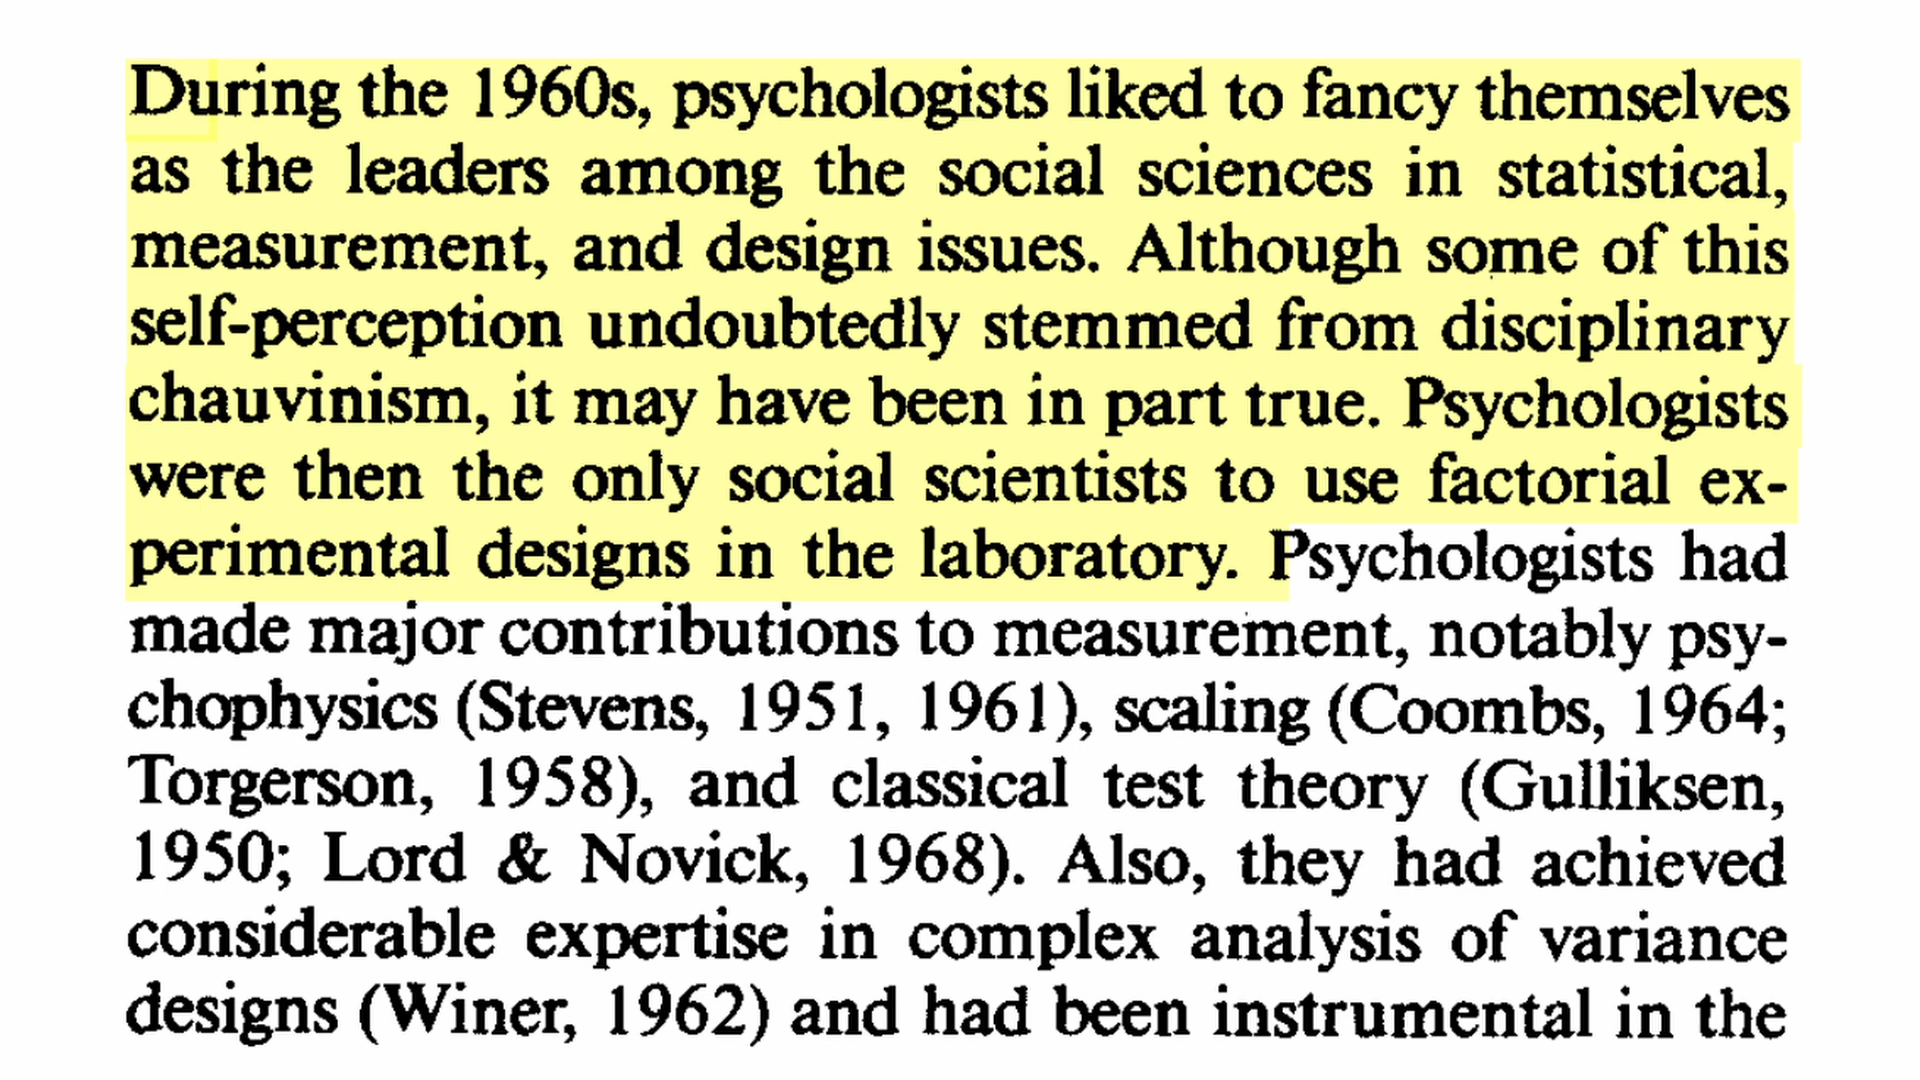 During the 1960s, psychologists liked to fancy themselves
as the leaders among the social sciences in statistical,
measurement, and design issues. Although some of this
self-perception undoubtedly stemmed from disciplinary
chauvinism, it may have been in part true. Psychologists
were then the only social scientists to use factorial ex-
perimental designs in the laboratory. Psychologists had
made major contributions to measurement, notably psy-
chophysics (Stevens, 1951, 1961), scaling (Coombs, 1964;
Torgerson, 1958), and classical test theory (Gulliksen,
1950; Lord & Novick, 1968). Also, they had achieved
considerable expertise in complex analysis of variance
designs (Winer, 1962) and had been instrumental in the